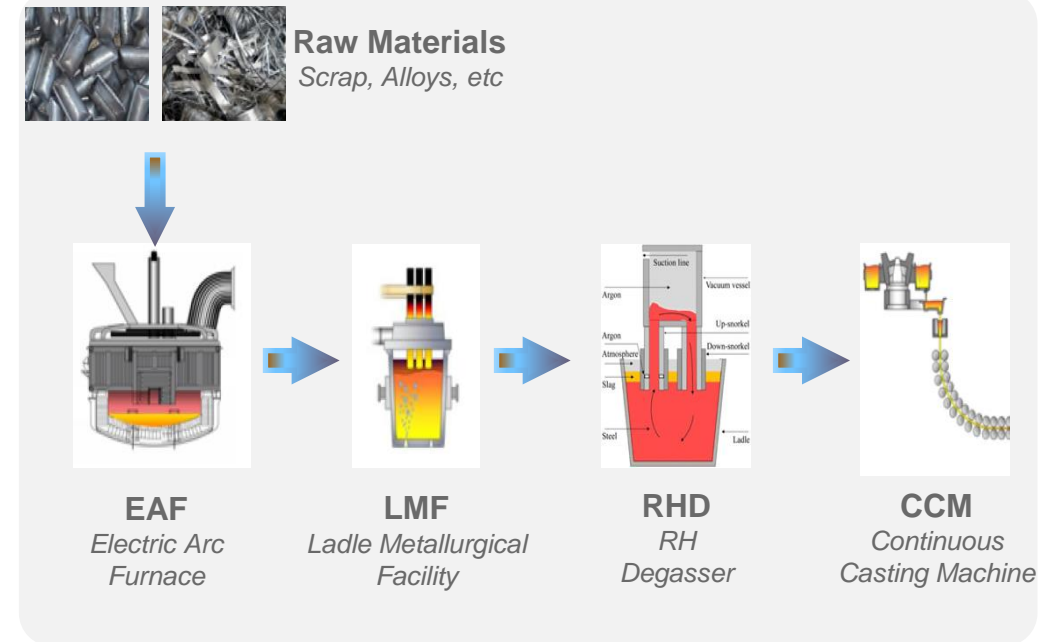 Raw Materials
Scrap, Alloys, etc
Suction line
Vacuum vessel
Argon
Up-snorkel
Argon
Down-snorkel
Atmosphere
Slag
Steel
Ladle
EAF
Electric Arc
Furnace
LMF
Ladle Metallurgical
Facility
RHD
RH
Degasser
CCM
Continuous
Casting Machine